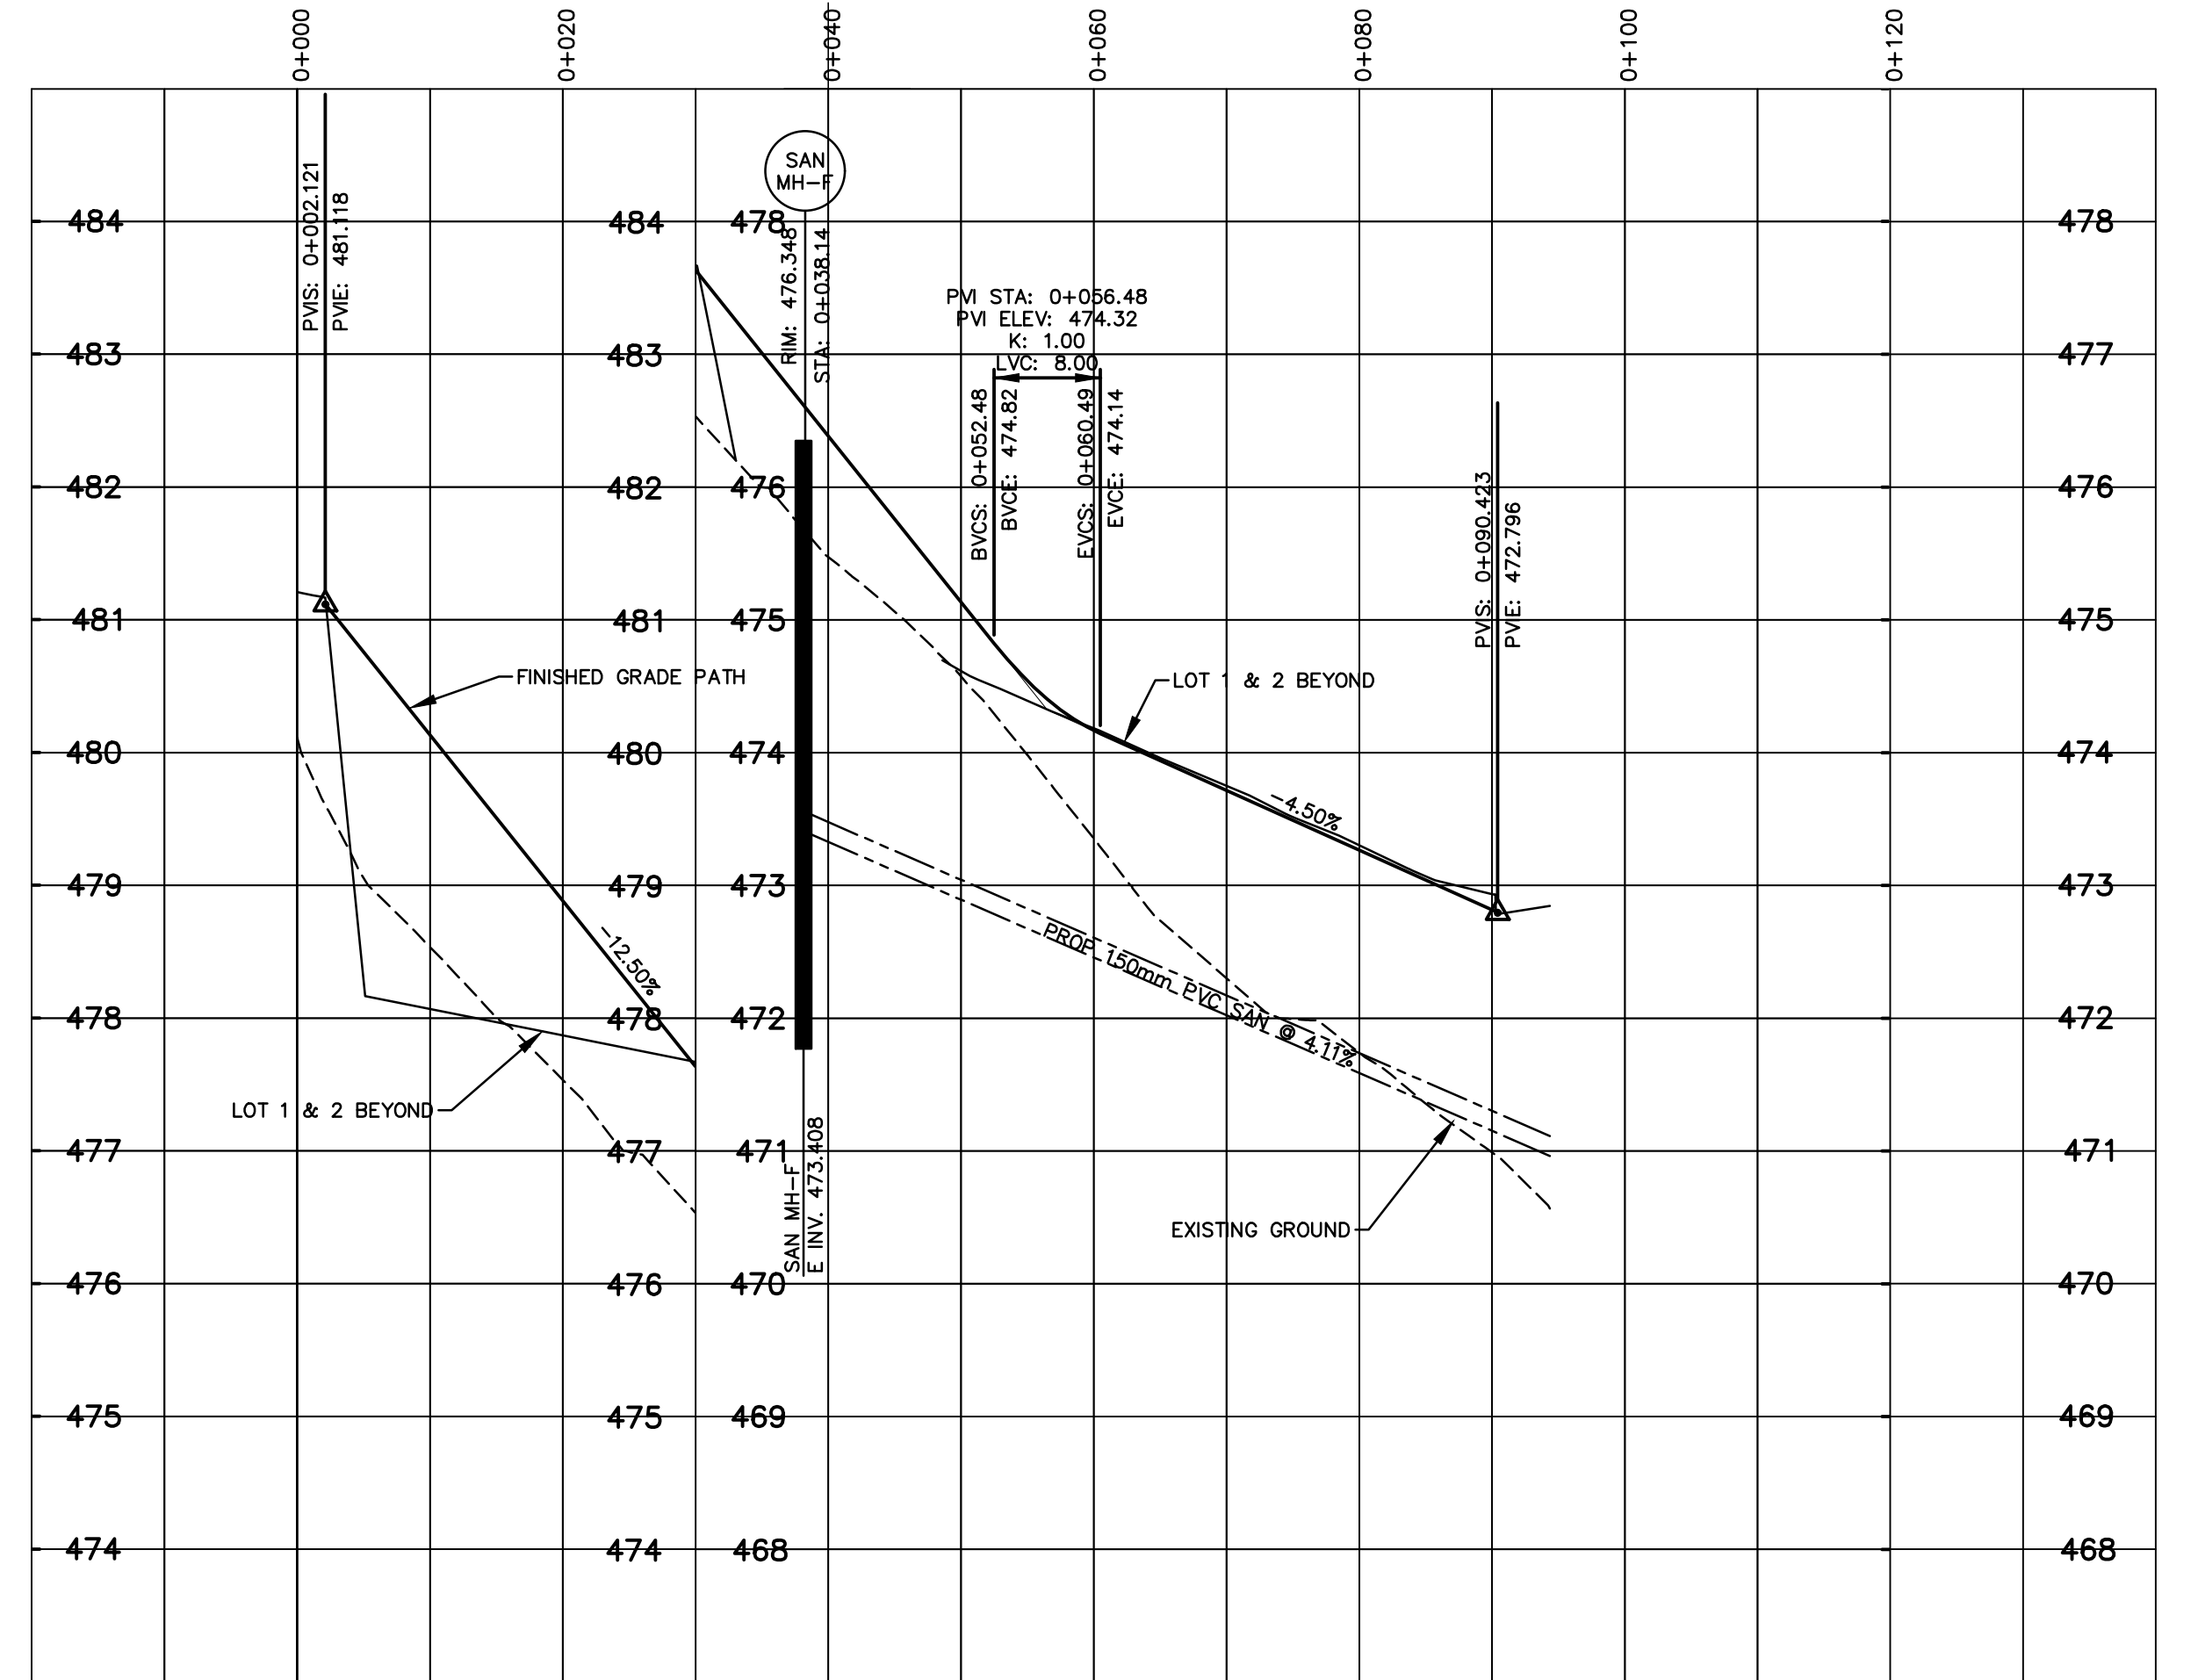 0+000
0+020
0+040
0+060
0+080
0+100
0+120
SAN
MH-F
PVIS: 0+002.121
PVIE: 481.118
RIM: 476.348
STA: 0+038.14
484
484
478
478
PVI STA: 0+056.48
PVI ELEV: 474.32
K: 1.00
LVC: 8.00
483
483
477
BVCS: 0+052.48
BVCE: 474.82
EVCS: 0+060.49
EVCE: 474.14
PVIS: 0+090.423
PVIE: 472.796
482
482
476
476
481
481
475
475
FINISHED GRADE PATH
LOT 1 & 2 BEYOND
480
480
474
474
-4.50%
479
479
473
473
-12.50%
PROP 150mm PVC SAN @ 4.11%
478
478
472
472
LOT 1 & 2 BEYOND
477
477
471
471
SAN MH-F
E INV. 473.408
EXISTING GROUND
476
476
470
470
475
475
469
469
474
474
468
468